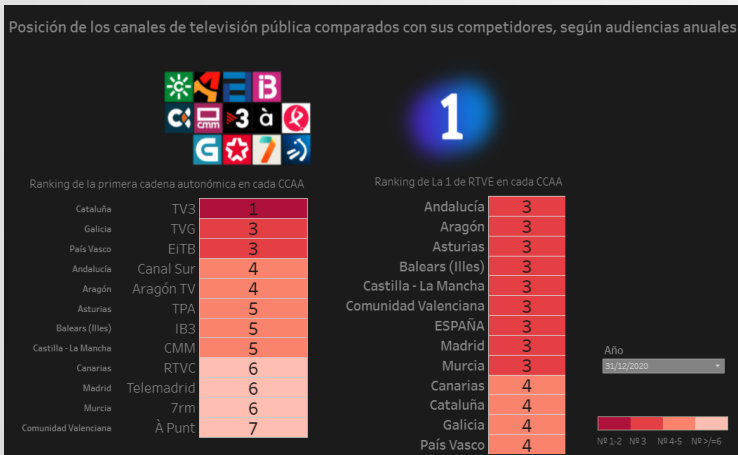 Posición de los canales de televisión pública comparados con sus competidores, según audiencias anuales
iB
CMM
3
à
G
7
1
Ranking de la primera cadena autonómica en cada CCAA
Cataluña TV3 1
Galicia TVG 3
País Vasco EiTB 3
Andalucía Canal Sur 4
Aragón Aragón TV 4
Asturias TPA 5
Balears (Illes) IB3 5
Castilla - La Mancha CMM 5
Canarias RTVC 6
Madrid Telemadrid 6
Murcia 7rm 6
Comunidad Valenciana À Punt 7
Ranking de La 1 de RTVE en cada CCAA
Andalucía 3
Aragón 3
Asturias 3
Balears (Illes) 3
Castilla - La Mancha 3
Comunidad Valenciana 3
ESPAÑA 3
Madrid 3
Murcia 3
Canarias 4
Cataluña 4
Galicia 4
País Vasco 4
Año
31/12/2020
Nº 1-2 Nº 3 Nº 4-5 Nº >/=6